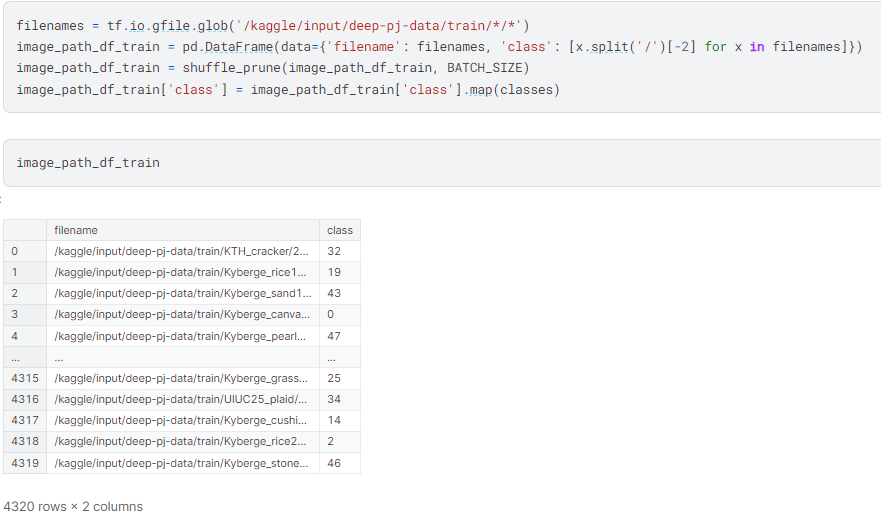 filenames = tf.io.gfile.glob('/kaggle/input/deep-pj-data/train/*/*')
image_path_df_train = pd.DataFrame(data={'filename': filenames, 'class': [x.split('/')[-2] for x in filenames]})
image_path_df_train = shuffle_prune(image_path_df_train, BATCH_SIZE)
image_path_df_train['class'] = image_path_df_train['class'].map(classes)
image_path_df_train
:
filename class
0 /kaggle/input/deep-pj-data/train/KTH_cracker/2... 32
1 /kaggle/input/deep-pj-data/train/Kyberge_rice1... 19
2 /kaggle/input/deep-pj-data/train/Kyberge_sand1... 43
3 /kaggle/input/deep-pj-data/train/Kyberge_canva... 0
4 /kaggle/input/deep-pj-data/train/Kyberge_pearl... 47
... ... ...
4315 /kaggle/input/deep-pj-data/train/Kyberge_grass... 25
4316 /kaggle/input/deep-pj-data/train/UIUC25_plaid/... 34
4317 /kaggle/input/deep-pj-data/train/Kyberge_cushi... 14
4318 /kaggle/input/deep-pj-data/train/Kyberge_rice2... 2
4319 /kaggle/input/deep-pj-data/train/Kyberge_stone... 46
4320 rows × 2 columns